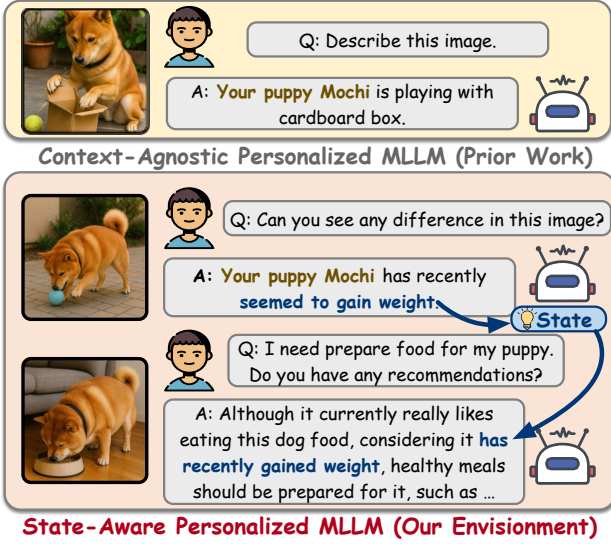 Q: Describe this image.
A: Your puppy Mochi is playing with
cardboard box.
Context-Agnostic Personalized MLLM (Prior Work)
Q: Can you see any difference in this image?
A: Your puppy Mochi has recently
seemed to gain weight.
State
Q: I need prepare food for my puppy.
Do you have any recommendations?
A: Although it currently really likes
eating this dog food, considering it has
recently gained weight, healthy meals
should be prepared for it, such as ...
State-Aware Personalized MLLM (Our Envisionment)